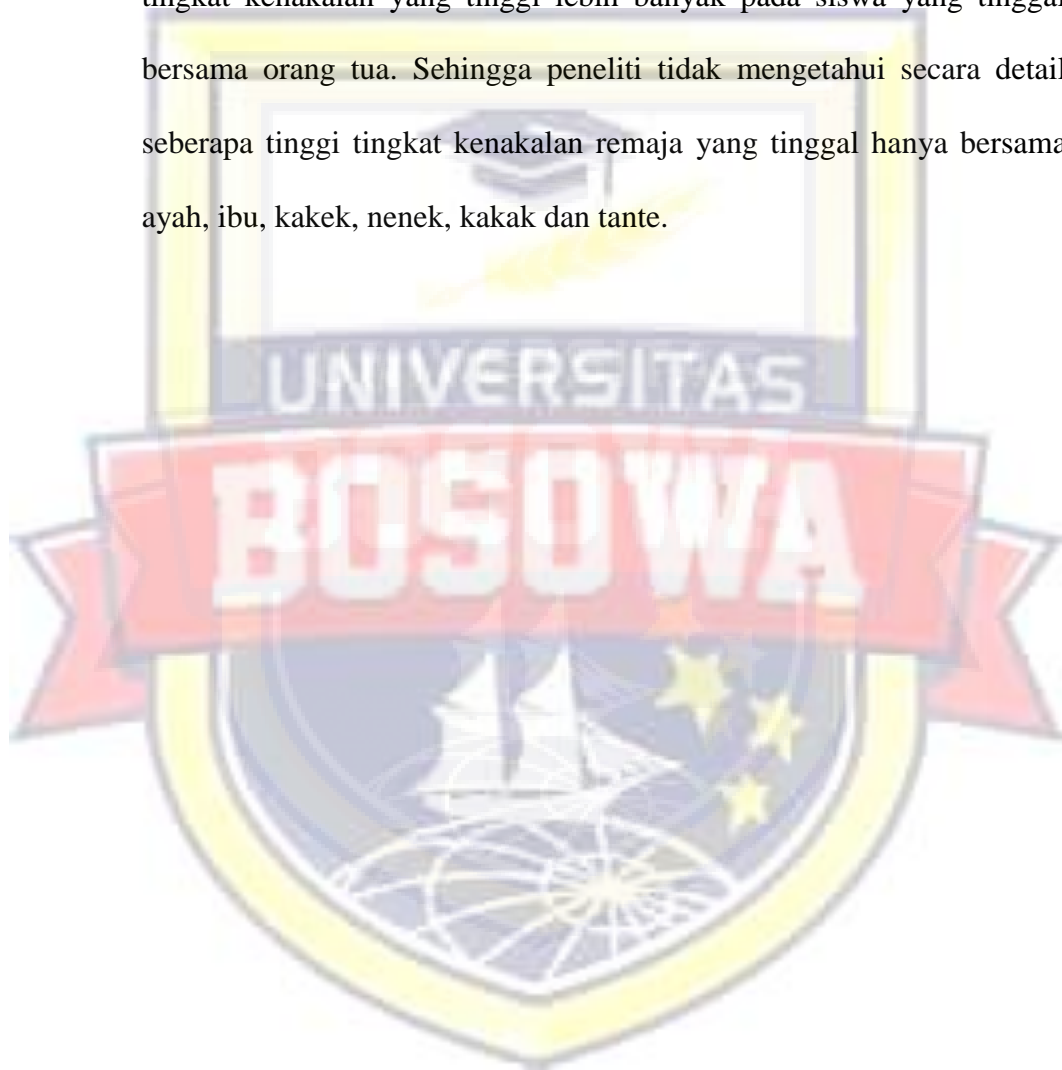 tingkat kenakalan yang tinggi lebih banyak pada siswa yang tinggal
bersama orang tua. Sehingga peneliti tidak mengetahui secara detail
seberapa tinggi tingkat kenakalan remaja yang tinggal hanya bersama
ayah, ibu, kakek, nenek, kakak dan tante.
UNIVERSITAS
BOSOWA